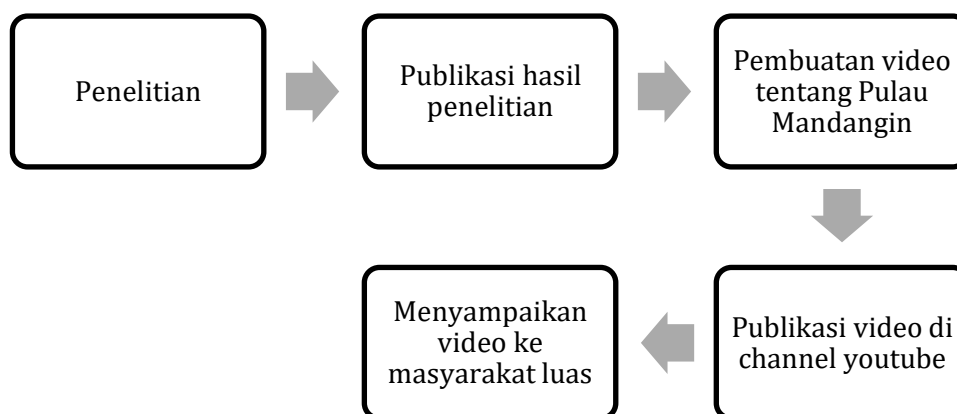 Penelitian
Publikasi hasil
penelitian
Pembuatan video
tentang Pulau
Mandangin
Publikasi video di
channel youtube
Menyampaikan
video ke
masyarakat luas